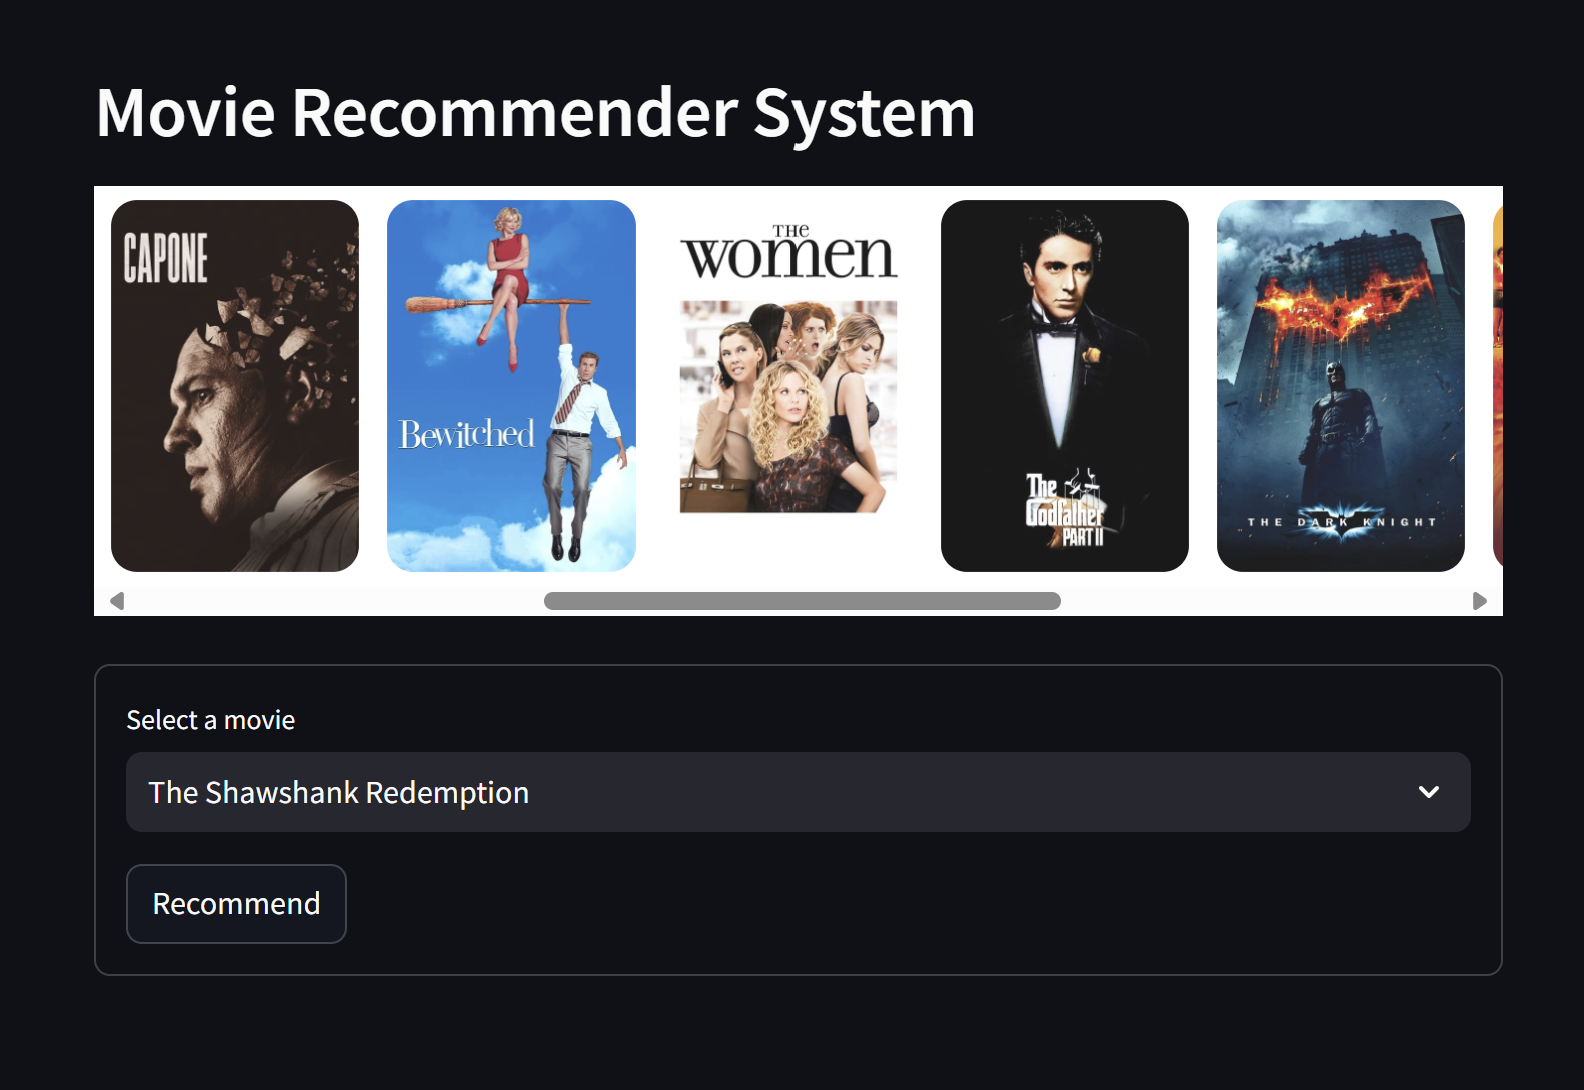 Movie Recommender System
CAPONE
Bewitched
THE
women
The
Godfather
PART II
THE DARK KNIGHT
Select a movie
The Shawshank Redemption
Recommend